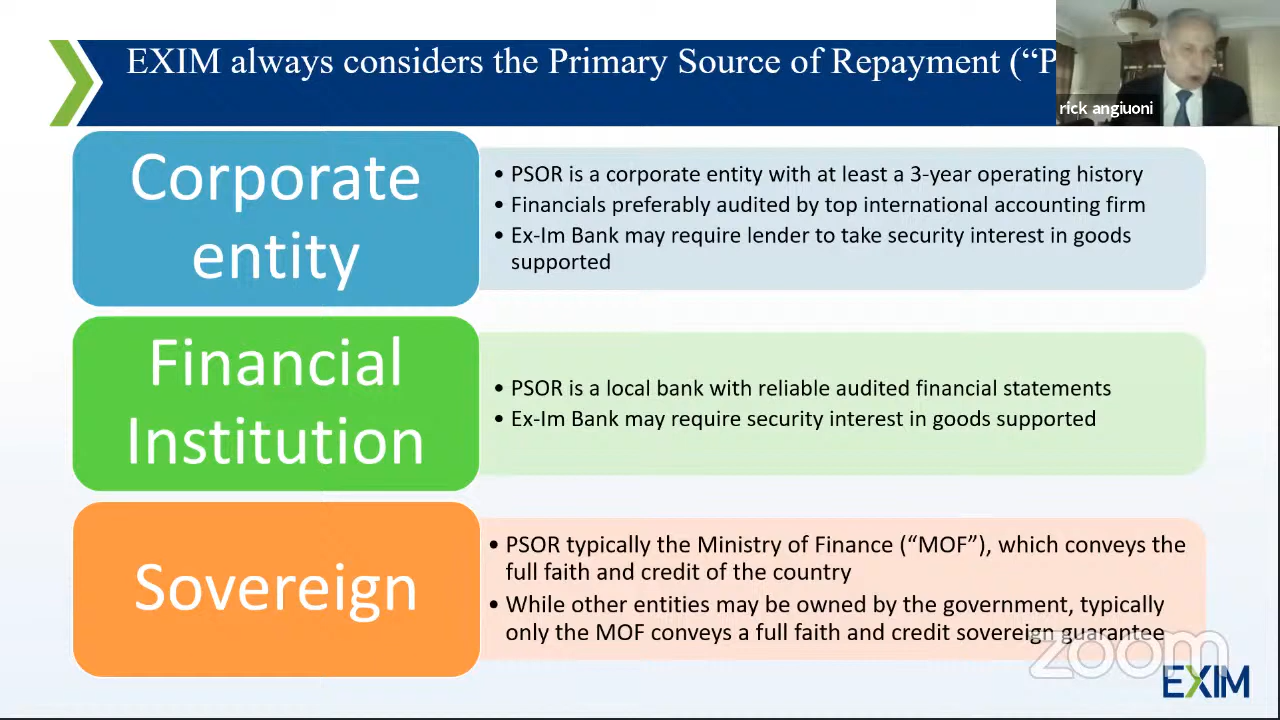 EXIM always considers the Primary Source of Repayment (“P
rick angiuoni
Corporate
entity
• PSOR is a corporate entity with at least a 3-year operating history
• Financials preferably audited by top international accounting firm
• Ex-Im Bank may require lender to take security interest in goods
supported
Financial
Institution
• PSOR is a local bank with reliable audited financial statements
• Ex-Im Bank may require security interest in goods supported
Sovereign
• PSOR typically the Ministry of Finance (“MOF”), which conveys the
full faith and credit of the country
• While other entities may be owned by the government, typically
only the MOF conveys a full faith and credit sovereign guarantee
zoom
EXIM